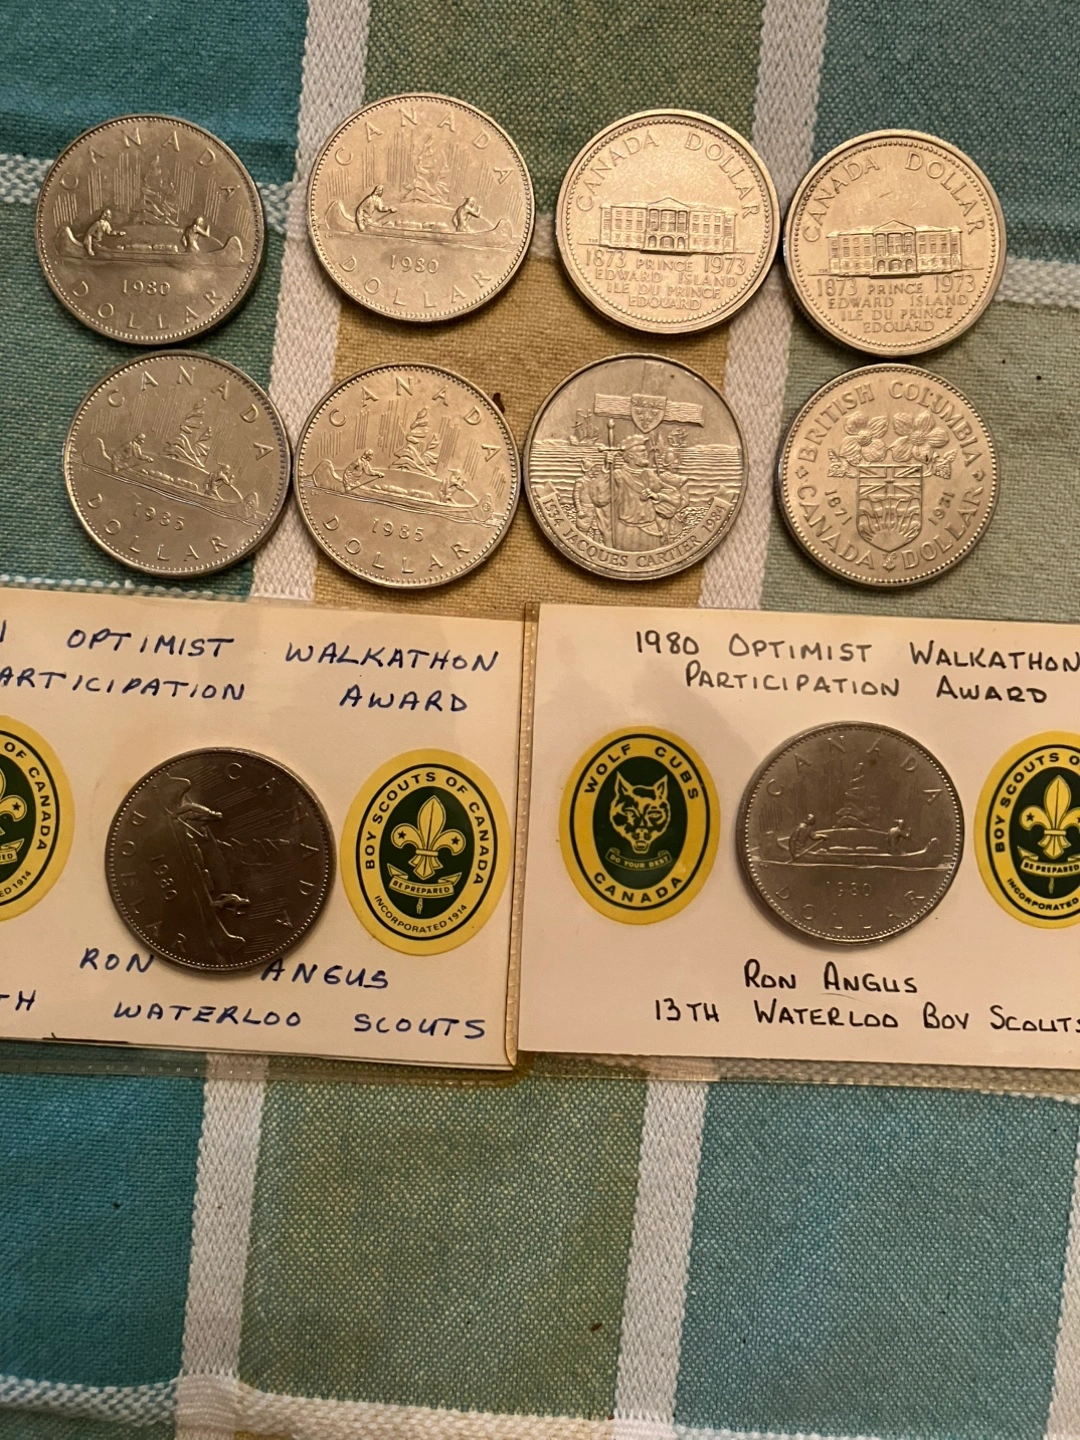 CANADA
1980
DOLLAR
CANADA
1980
DOLLAR
CANADA DOLLAR
1873 PRINCE 1973
EDWARD ISLAND
ILE DU PRINCE
EDOUARD
CANADA DOLLAR
1873 PRINCE 1973
EDWARD ISLAND
ILE DU PRINCE
EDOUARD
CANADA
1985
DOLLAR
CANADA
1985
DOLLAR
1534 JACQUES CARTIER 1984
BRITISH COLUMBIA
1871 1971
CANADA DOLLAR
OPTIMIST WALKATHON
PARTICIPATION AWARD
OF CANADA
1914
CANADA
1980
DOLLAR
BOY SCOUTS OF CANADA
BE PREPARED
INCORPORATED 1914
RON ANGUS
TH WATERLOO SCOUTS
1980 OPTIMIST WALKATHON
PARTICIPATION AWARD
WOLF CUBS
DO YOUR BEST
CANADA
CANADA
1980
DOLLAR
BOY SCOUTS O
BE PREPARED
INCORPORATED
RON ANGUS
13TH WATERLOO BOY SCOUTS